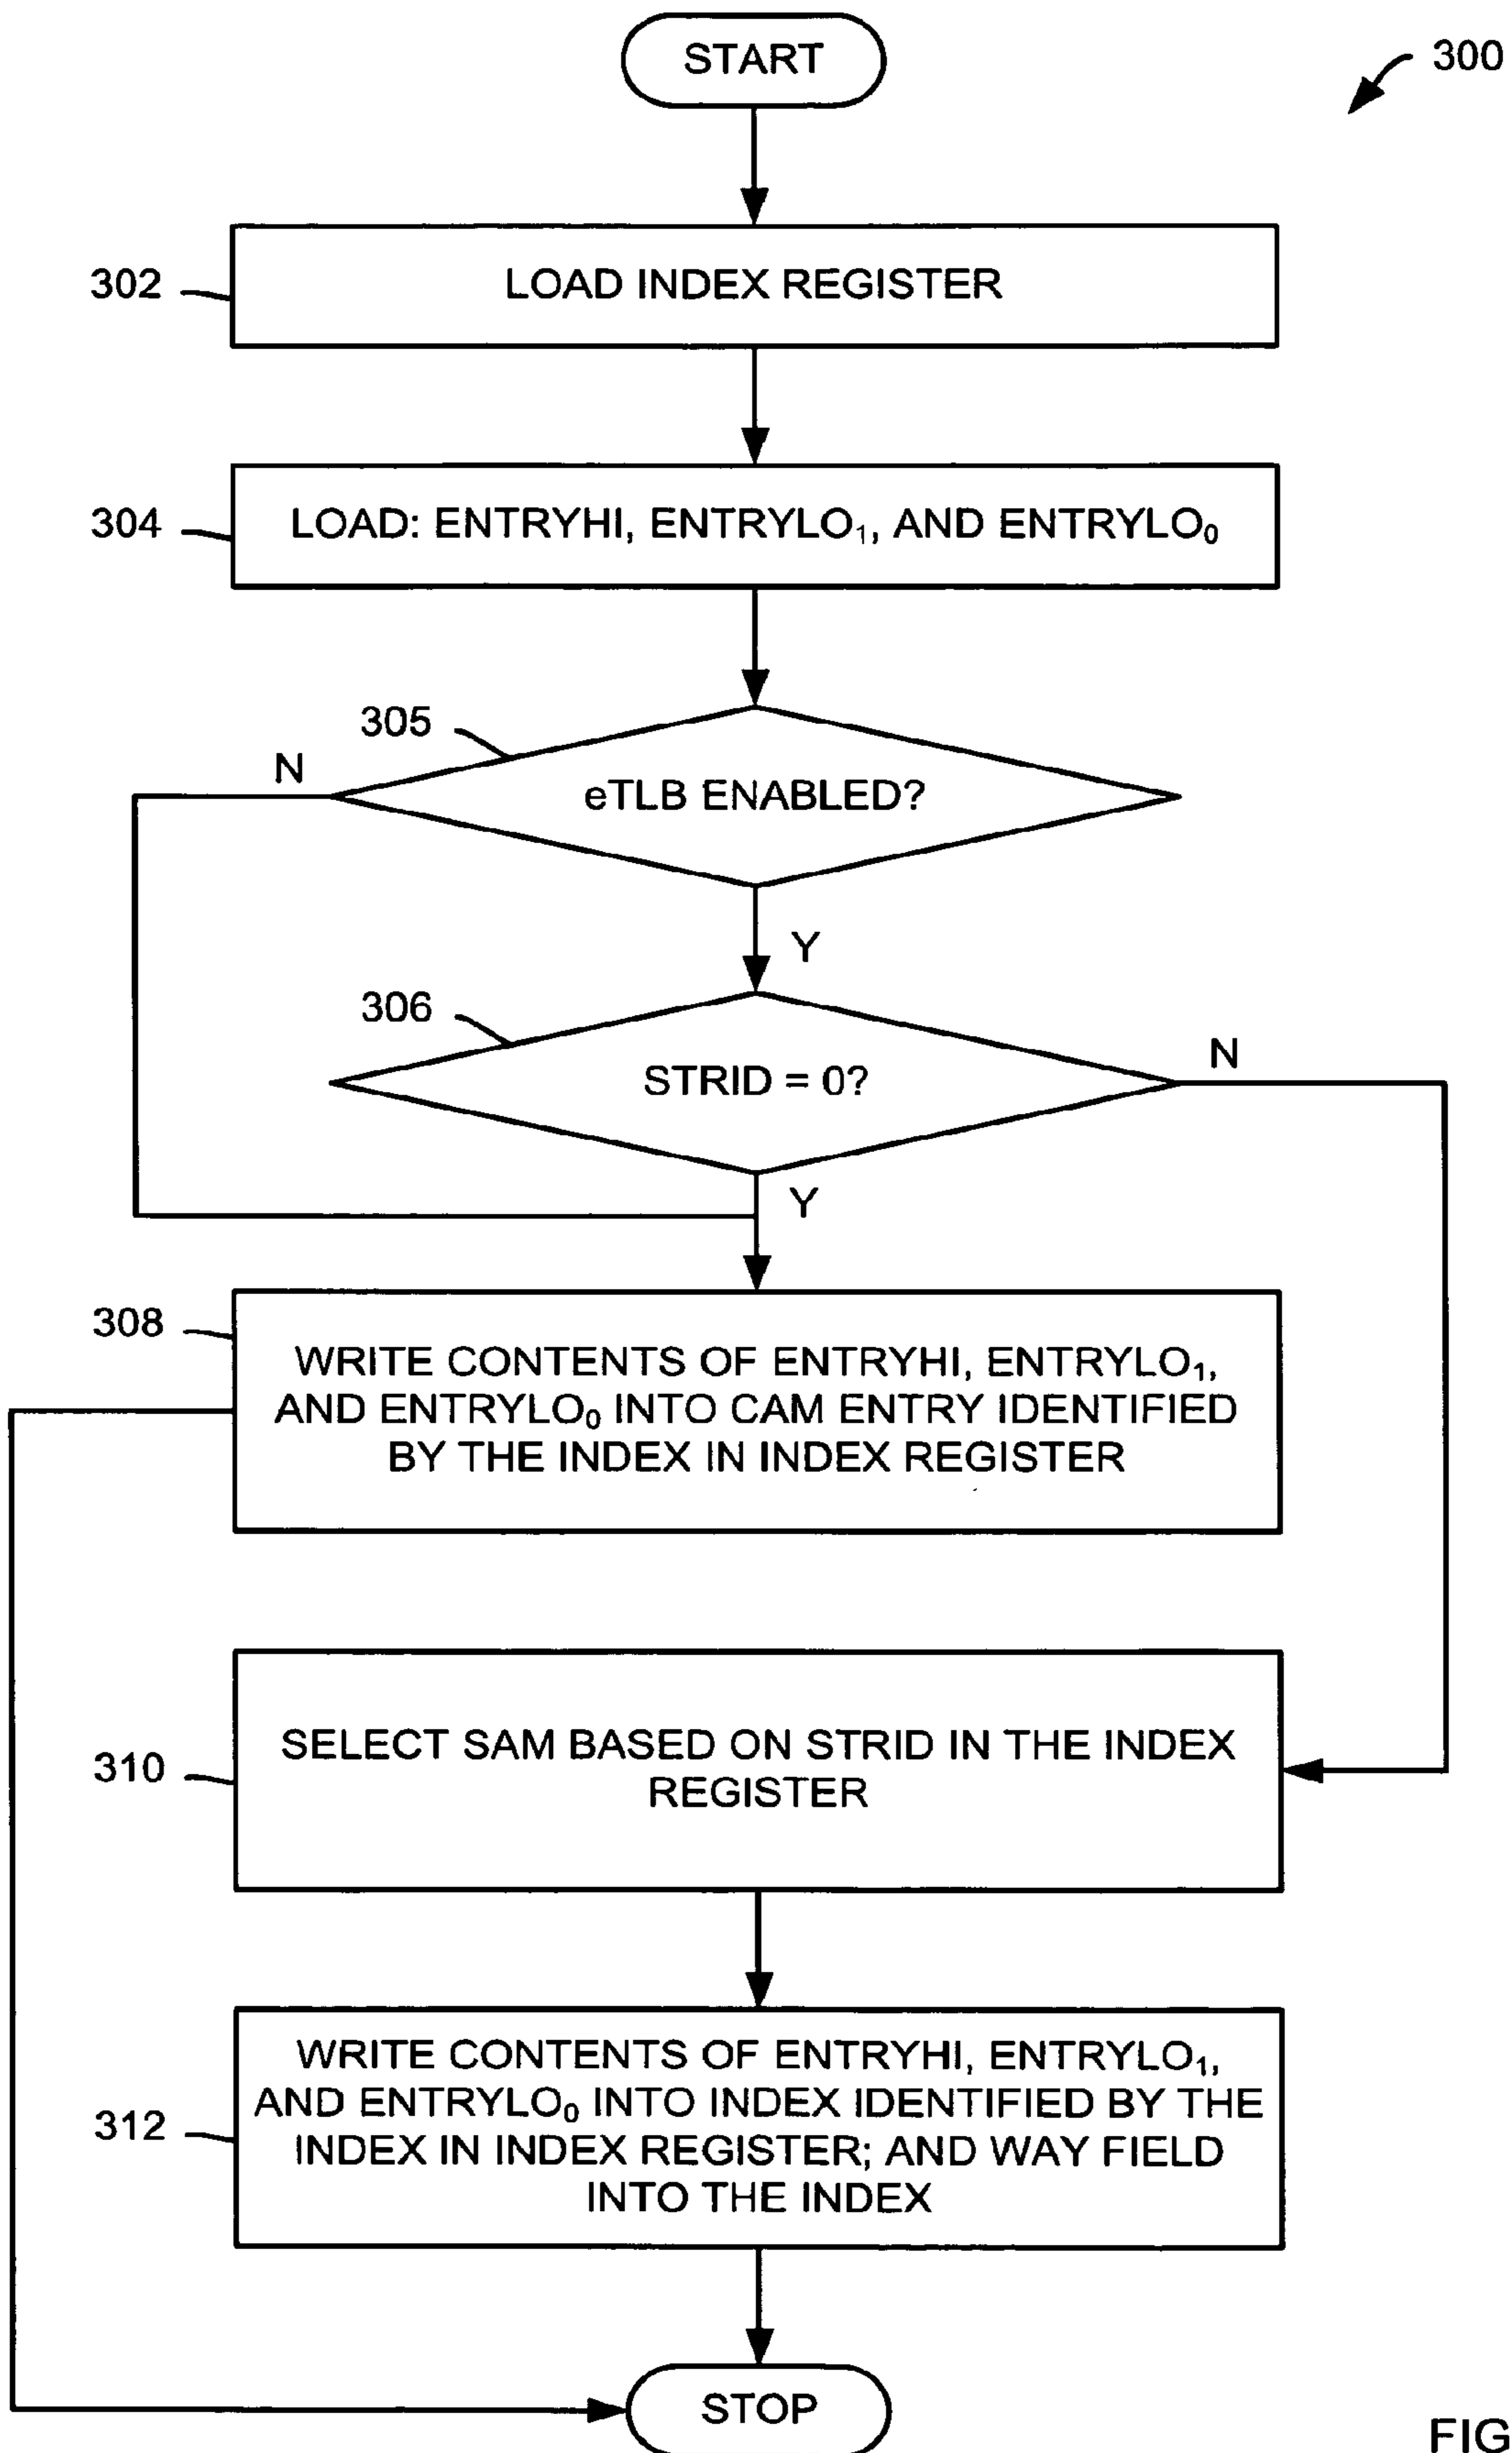 START
300
302
LOAD INDEX REGISTER
304
LOAD: ENTRYHI, ENTRYLO₁, AND ENTRYLO₀
305
N
eTLB ENABLED?
Y
306
N
STRID = 0?
Y
308
WRITE CONTENTS OF ENTRYHI, ENTRYLO₁,
AND ENTRYLO₀ INTO CAM ENTRY IDENTIFIED
BY THE INDEX IN INDEX REGISTER
310
SELECT SAM BASED ON STRID IN THE INDEX
REGISTER
312
WRITE CONTENTS OF ENTRYHI, ENTRYLO₁,
AND ENTRYLO₀ INTO INDEX IDENTIFIED BY THE
INDEX IN INDEX REGISTER; AND WAY FIELD
INTO THE INDEX
STOP
FIG